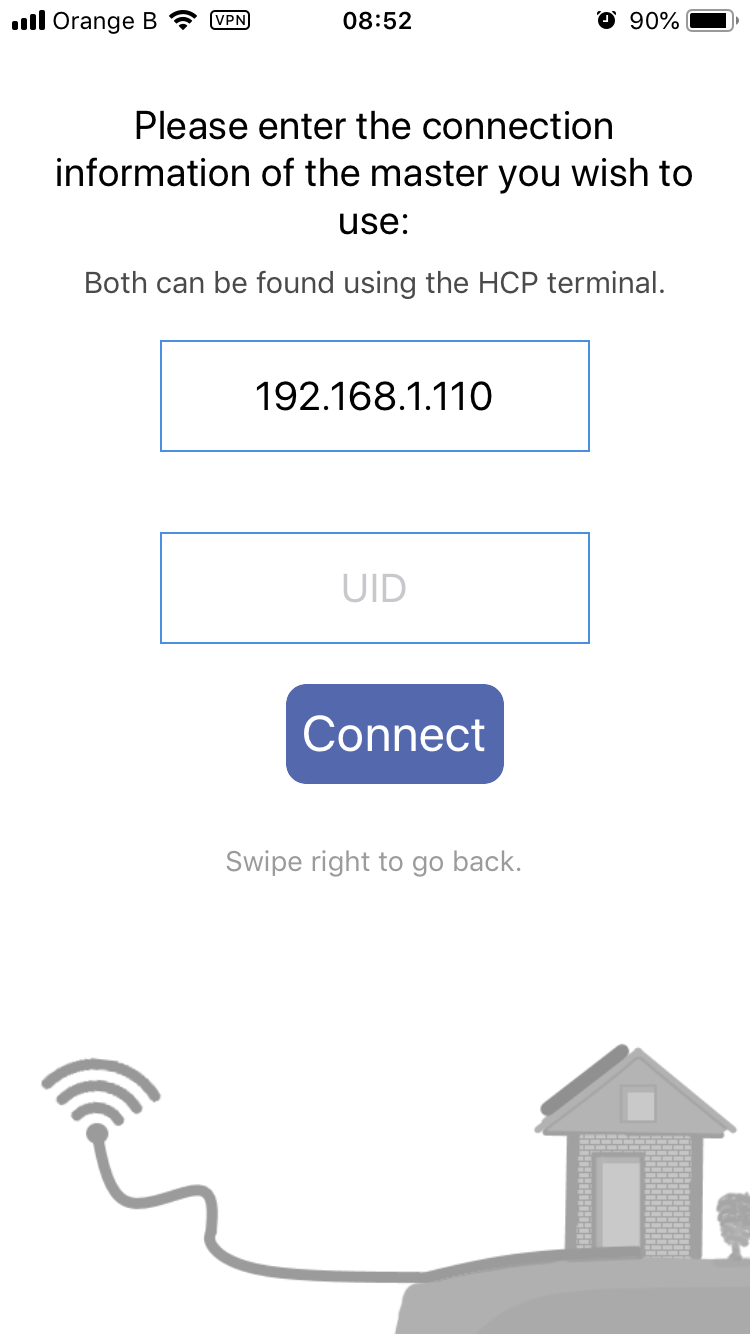 Orange B VPN 08:52 90%
Please enter the connection
information of the master you wish to
use:
Both can be found using the HCP terminal.
192.168.1.110
UID
Connect
Swipe right to go back.